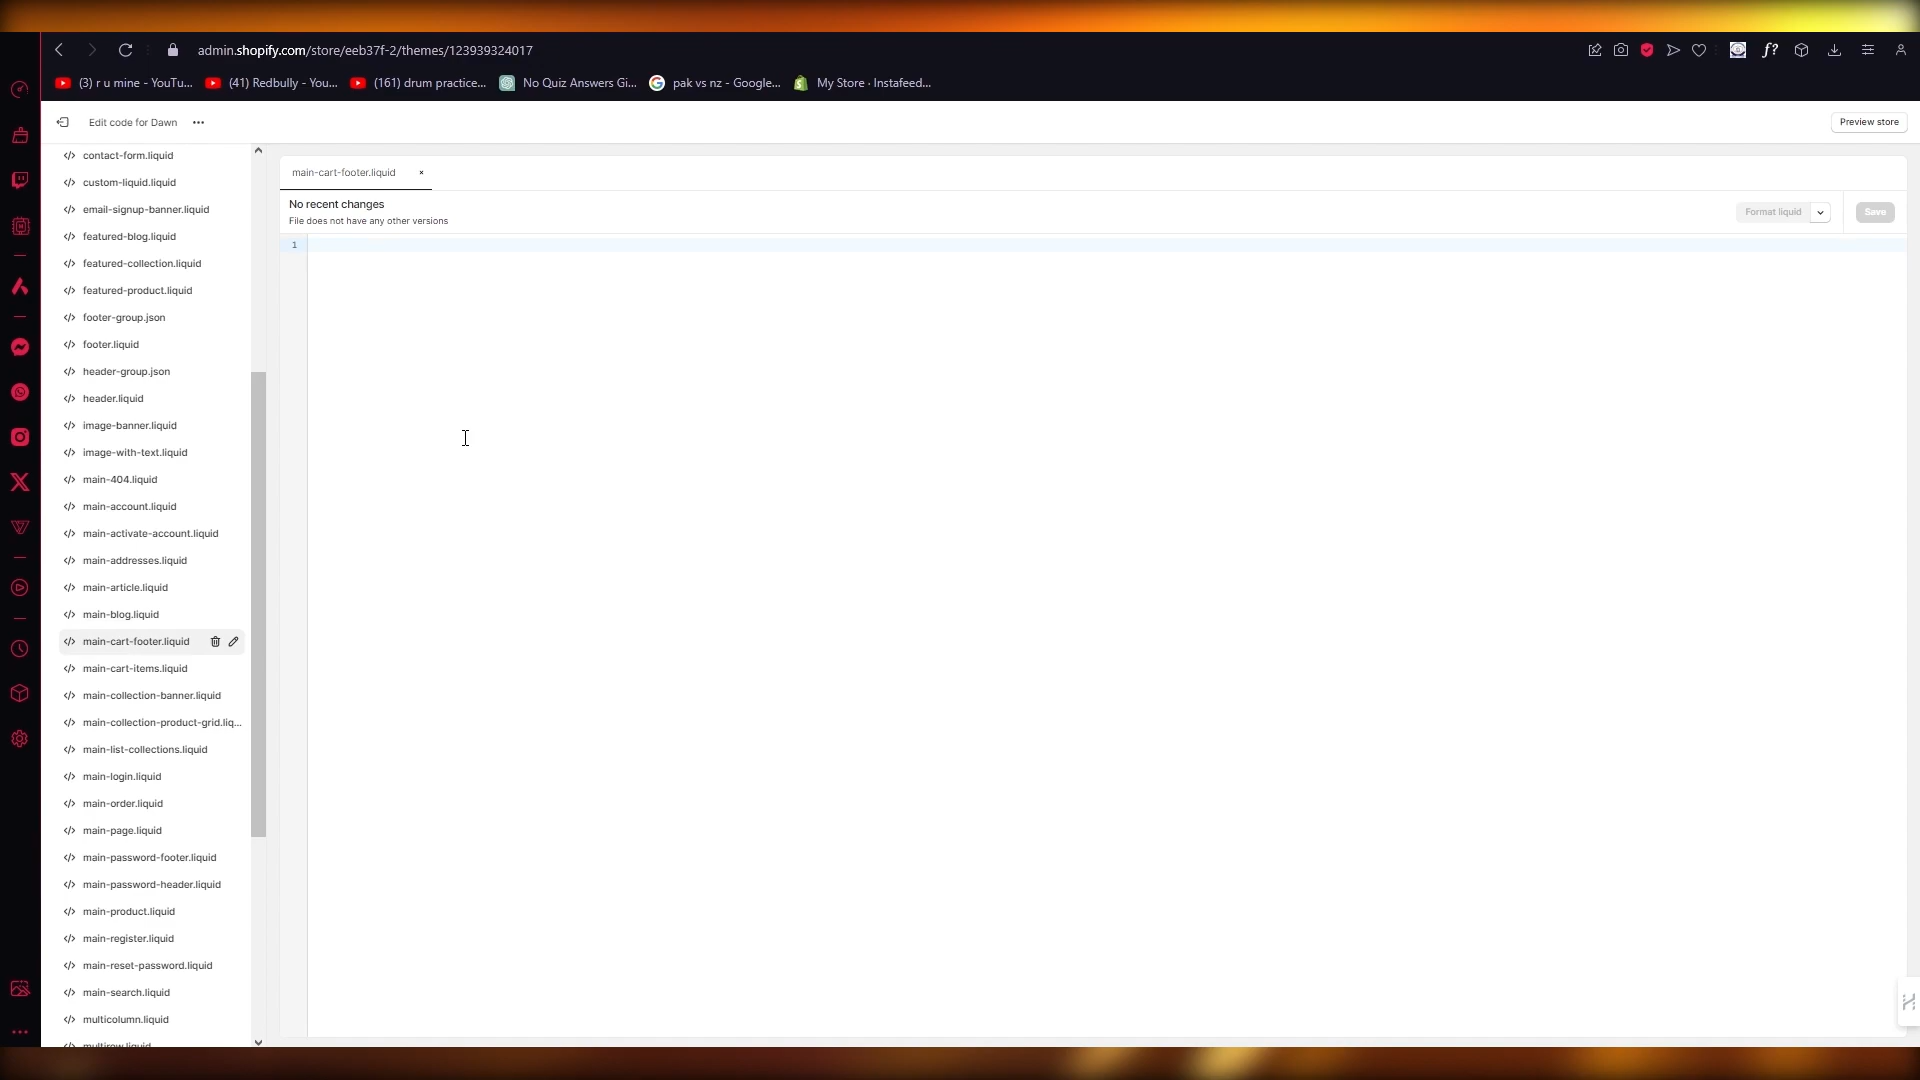 admin.shopify.com/store/eeb37f-2/themes/123939324017
(3) r u mine - YouTu...
(41) Redbully - You...
(161) drum practice...
No Quiz Answers Gi...
pak vs nz - Google...
My Store · Instafeed...
Edit code for Dawn
Preview store
contact-form.liquid
custom-liquid.liquid
email-signup-banner.liquid
featured-blog.liquid
featured-collection.liquid
featured-product.liquid
footer-group.json
footer.liquid
header-group.json
header.liquid
image-banner.liquid
image-with-text.liquid
main-404.liquid
main-account.liquid
main-activate-account.liquid
main-addresses.liquid
main-article.liquid
main-blog.liquid
main-cart-footer.liquid
main-cart-items.liquid
main-collection-banner.liquid
main-collection-product-grid.liq...
main-list-collections.liquid
main-login.liquid
main-order.liquid
main-page.liquid
main-password-footer.liquid
main-password-header.liquid
main-product.liquid
main-register.liquid
main-reset-password.liquid
main-search.liquid
multicolumn.liquid
multirow.liquid
main-cart-footer.liquid
No recent changes
File does not have any other versions
Format liquid
Save
1